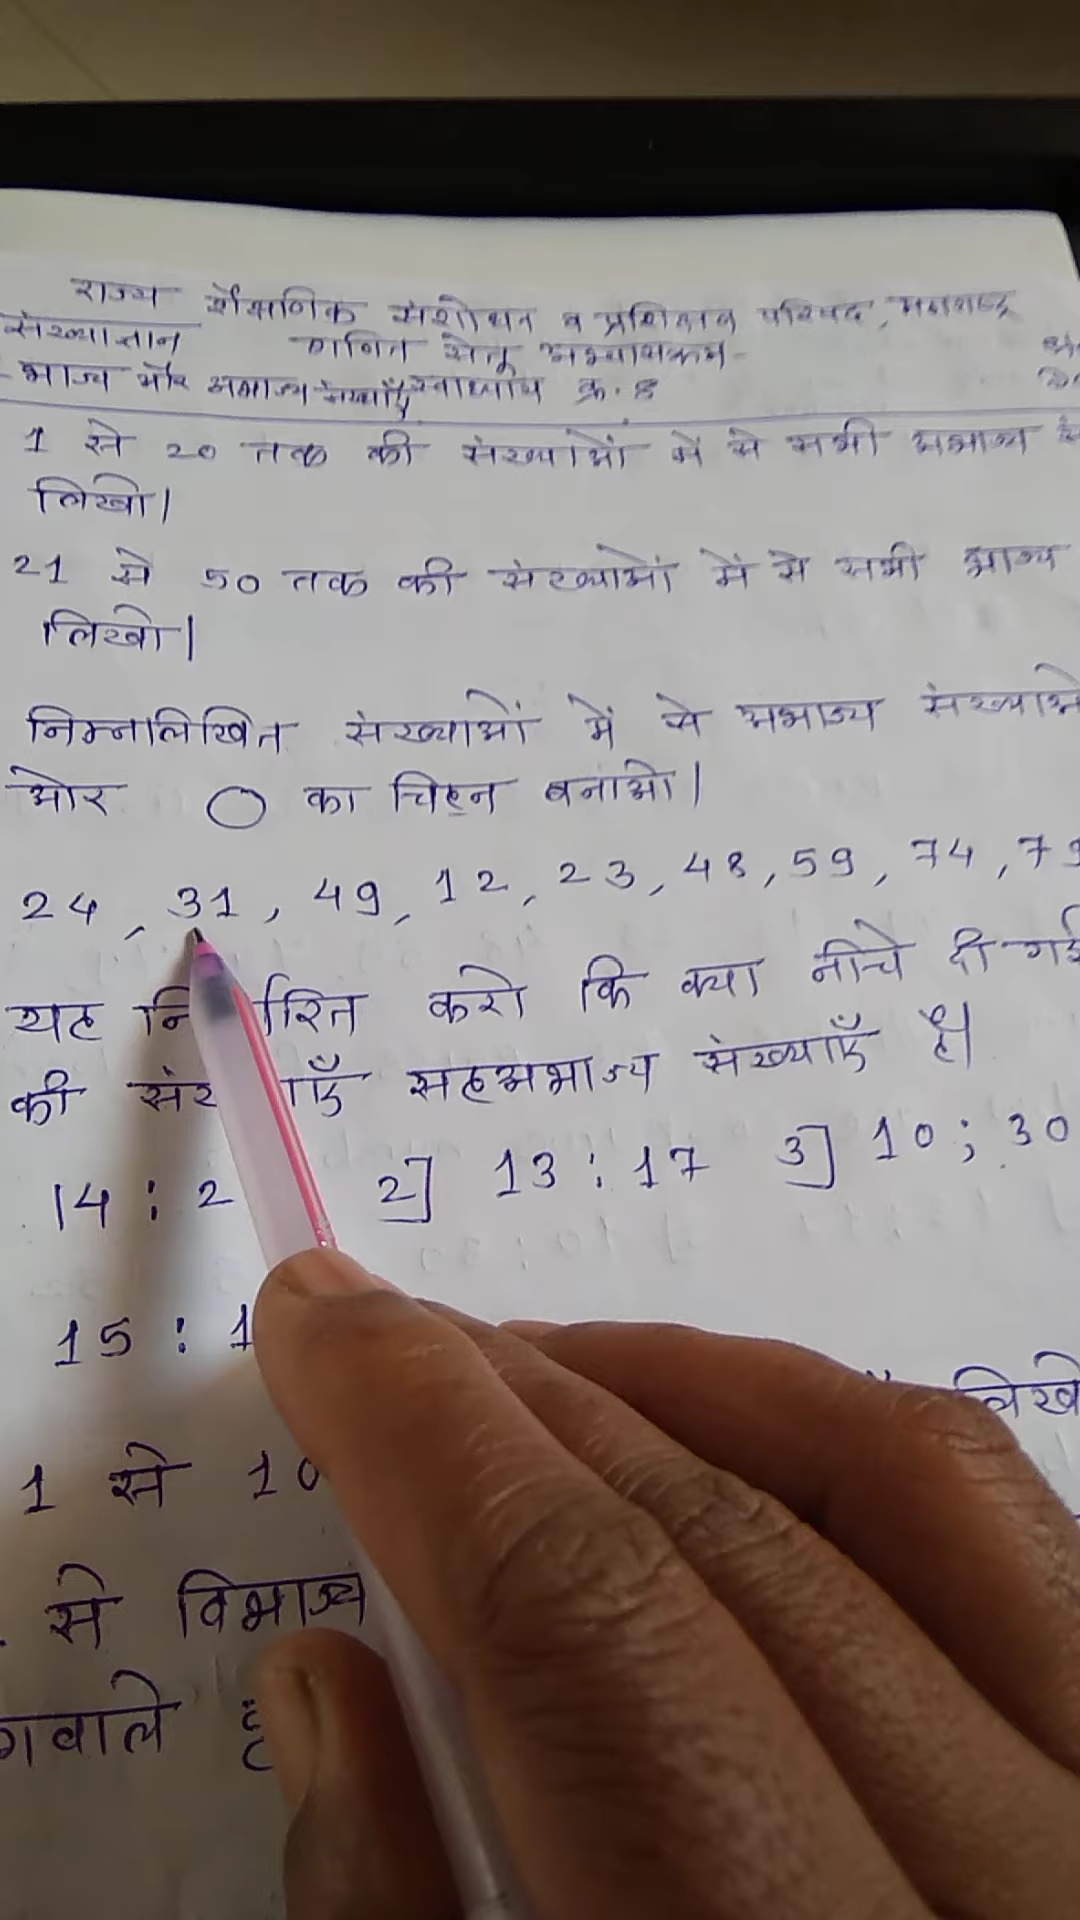 राज्य शैक्षणिक संशोधन व प्रशिक्षण परिषद, महाराष्ट्र
संख्याज्ञान गणित सेतू अभ्यासक्रम-
भाज्य और अभाज्य संख्याएँ स्वाध्याय क्र. 8
1 से 20 तक की संख्याओं में से सभी अभाज्य
लिखो।
21 से 50 तक की संख्याओं में से सभी भाज्य
लिखो।
निम्नलिखित संख्याओं में से अभाज्य
ओर ○ का चिह्न बनाओ।
24, 31, 49, 12, 23, 48, 59, 74,
यह करो कि क्या नीचे दी गई
की सहअभाज्य संख्याएँ है।
14 : 2 2] 13 : 17 3] 10 ; 30
15 : 1
1 से 10
से विभाज्य